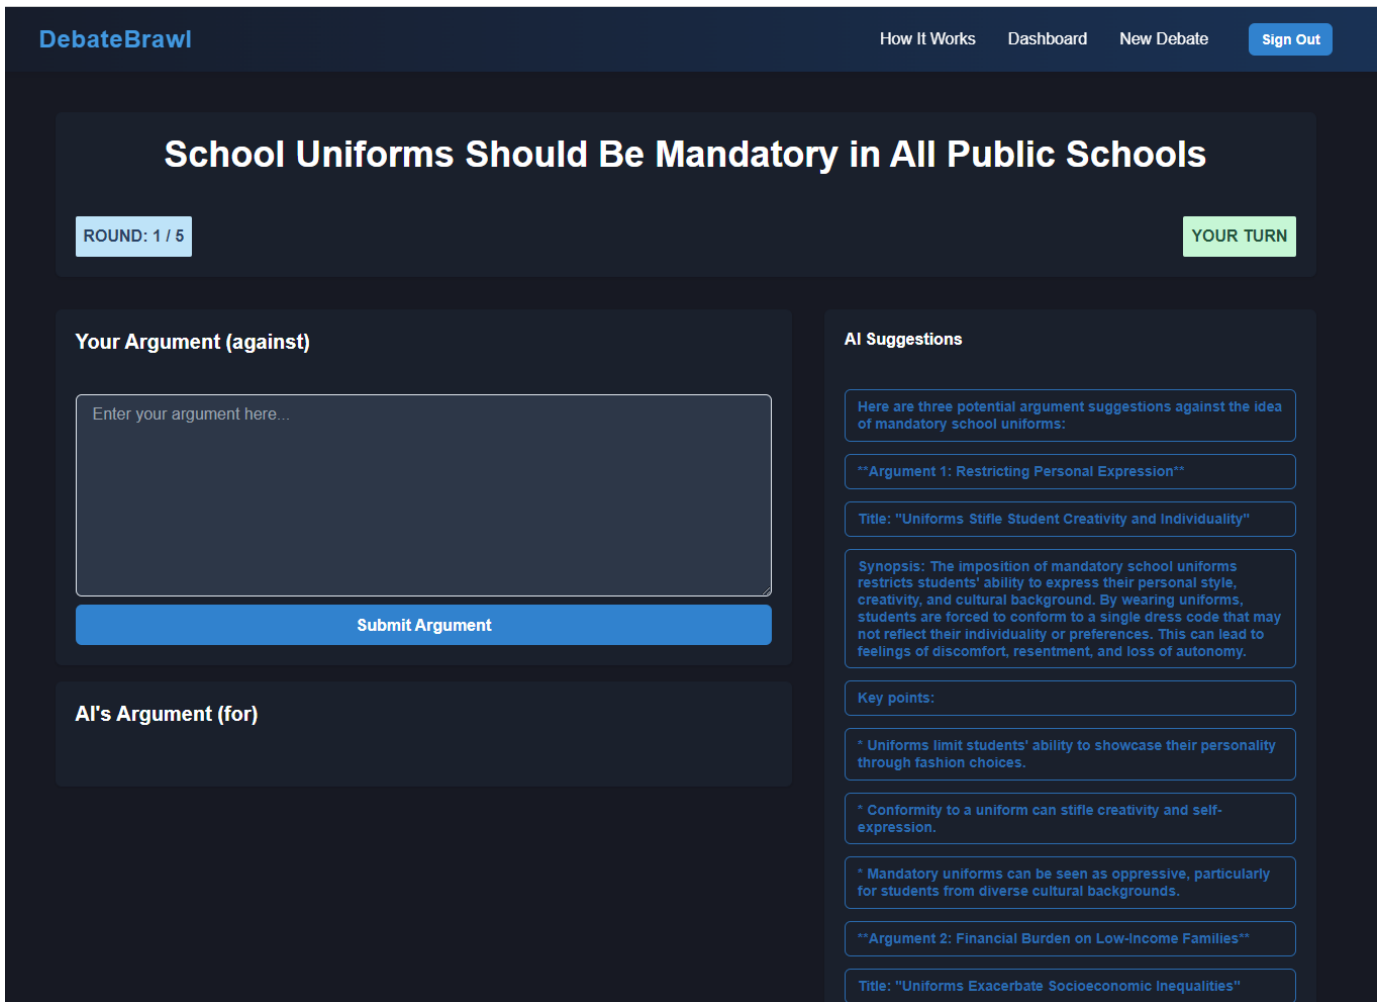 DebateBrawl
How It Works
Dashboard
New Debate
Sign Out
School Uniforms Should Be Mandatory in All Public Schools
ROUND: 1 / 5
YOUR TURN
Your Argument (against)
Enter your argument here...
Submit Argument
AI's Argument (for)
AI Suggestions
Here are three potential argument suggestions against the idea
of mandatory school uniforms:
**Argument 1: Restricting Personal Expression**
Title: "Uniforms Stifle Student Creativity and Individuality"
Synopsis: The imposition of mandatory school uniforms
restricts students' ability to express their personal style,
creativity, and cultural background. By wearing uniforms,
students are forced to conform to a single dress code that may
not reflect their individuality or preferences. This can lead to
feelings of discomfort, resentment, and loss of autonomy.
Key points:
* Uniforms limit students' ability to showcase their personality
through fashion choices.
* Conformity to a uniform can stifle creativity and self-
expression.
* Mandatory uniforms can be seen as oppressive, particularly
for students from diverse cultural backgrounds.
**Argument 2: Financial Burden on Low-Income Families**
Title: "Uniforms Exacerbate Socioeconomic Inequalities"